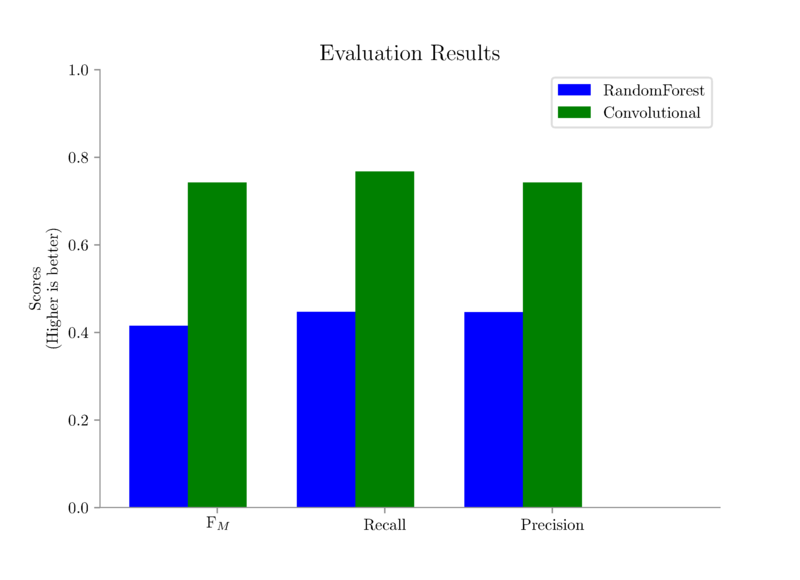 Evaluation Results
1.0
RandomForest
Convolutional
0.8
0.6
Scores
(Higher is better)
0.4
0.2
0.0
F_M
Recall
Precision